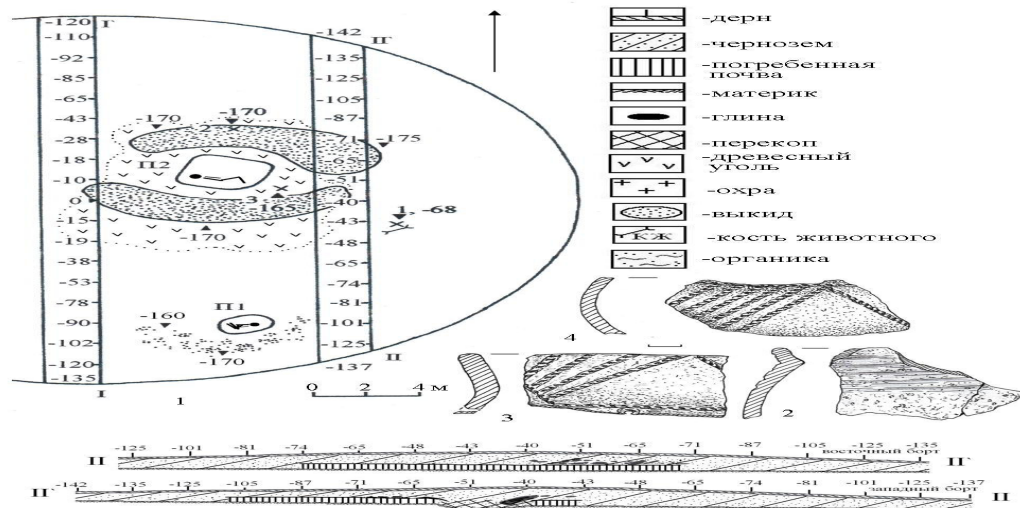 -120 Г
-110
-92
-85
-65
-43
-28
-18
-10
0
-15
-19
-38
-53
-78
-90
-102
-120
-135
I
-142 II'
-135
-125
-105
-87
71
65
-51
-40
-43
-48
-65
-74
-81
-101
-125
II
-137
-170
-170
2
-175
П2
3
-165
-170
1, -68
П1
-160
-170
1
0 2 4 м
-дерн
-чернозем
-погребенная
почва
-материк
-глина
-перекоп
-древесный
уголь
-охра
-выкид
кж -кость животного
-органика
4
3
2
-125 -101 -81 -74 -65 -48 -43 -40 -51 -65 -71 -87 -105 -125 -135
восточный борт
II II'
-142 -135 -125 -105 -87 -71 -65 -51 -40 -43 -48 -65 -74 -81 -101 -125 -137
западный борт
II' II